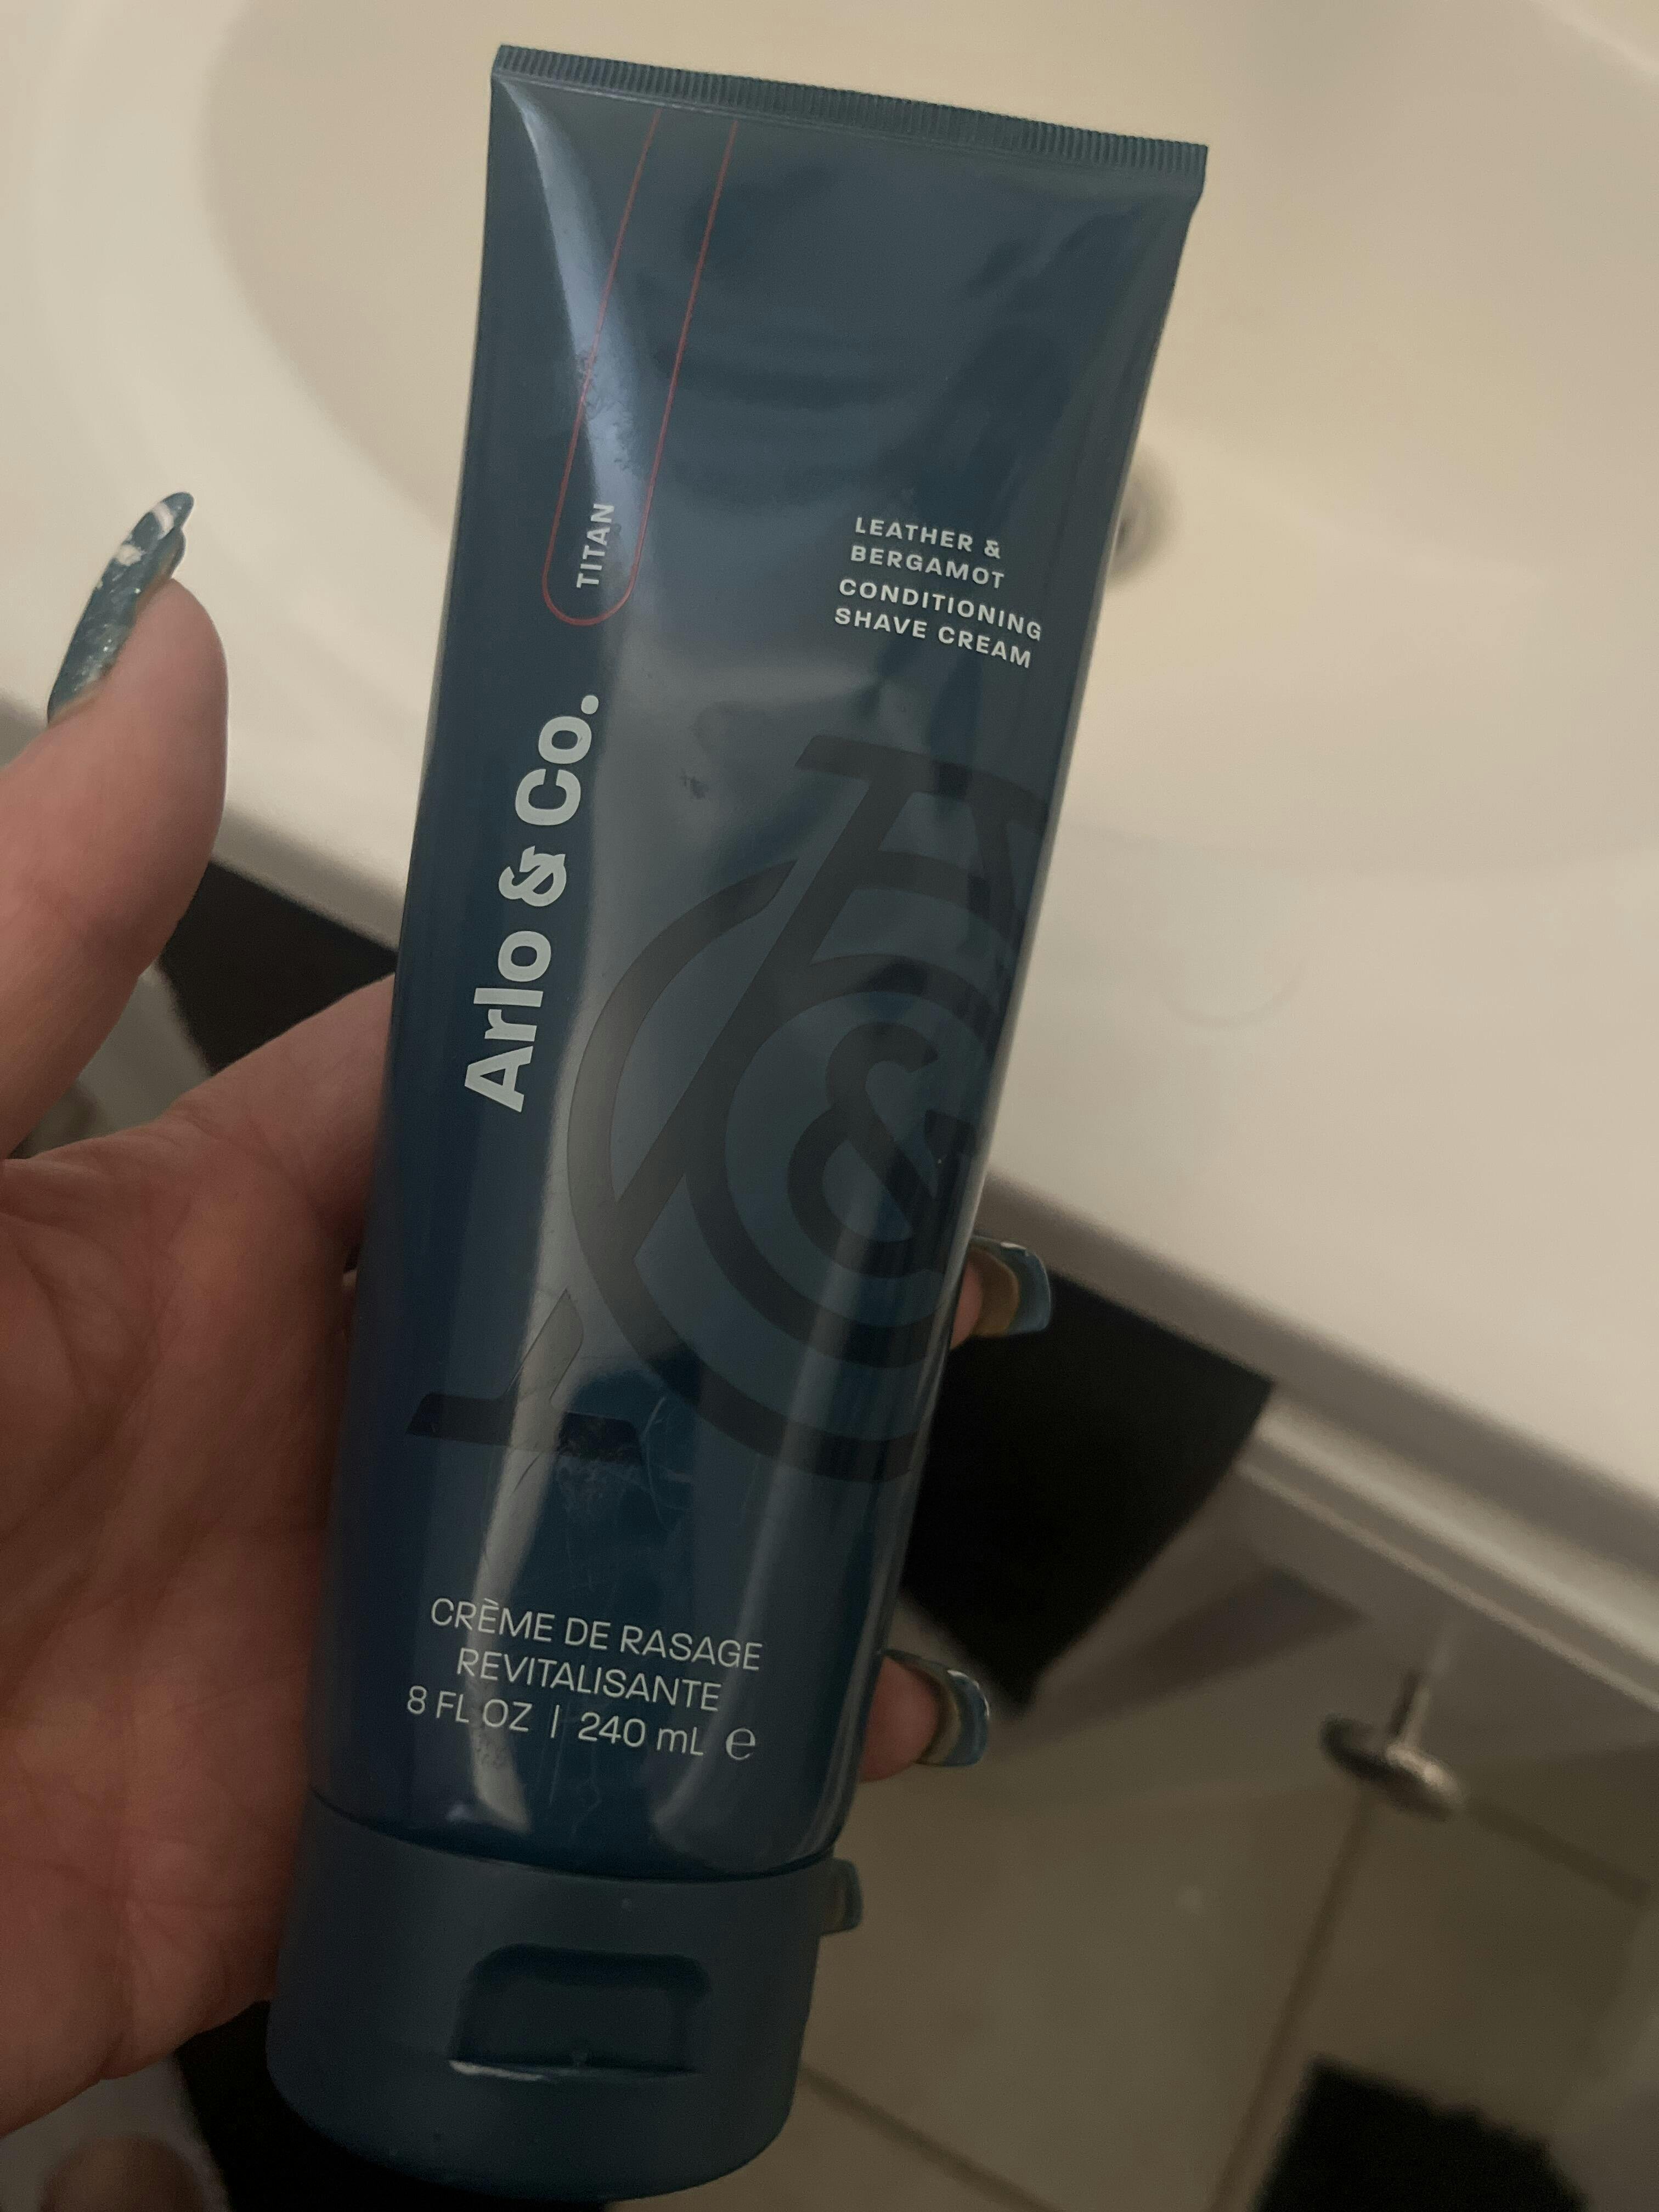 TITAN
LEATHER &
BERGAMOT
CONDITIONING
SHAVE CREAM
Arlo & Co.
A
&
CRÈME DE RASAGE
REVITALISANTE
8 FL OZ | 240 mL ℮